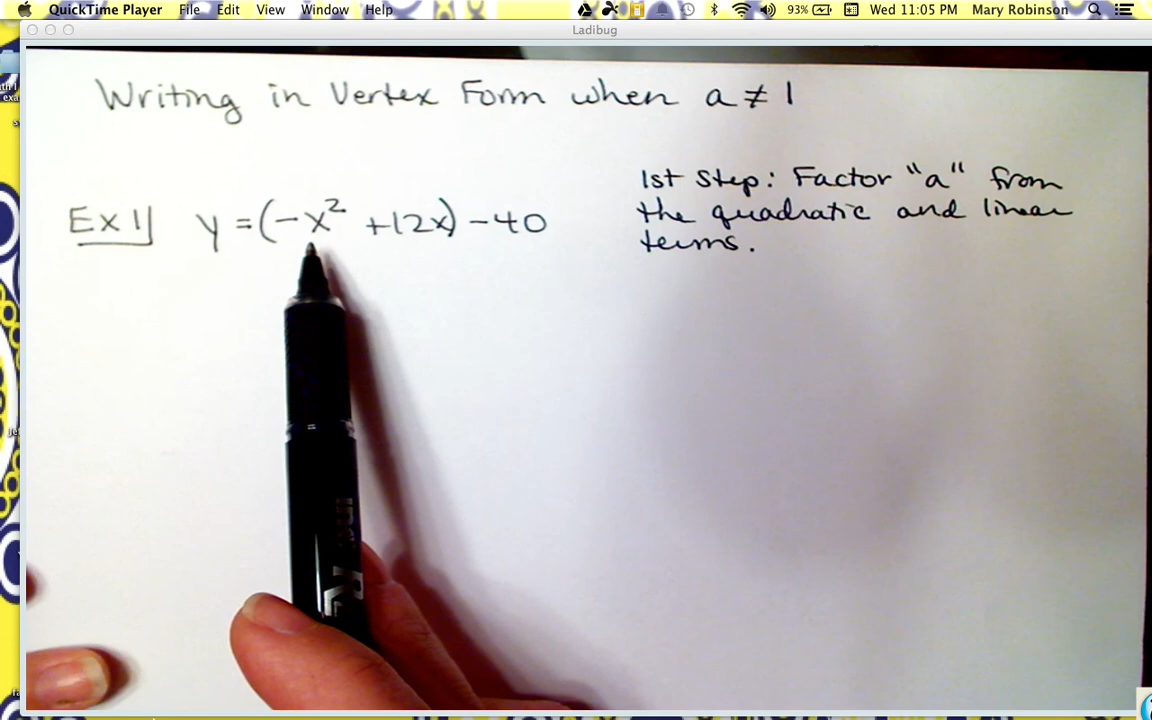 QuickTime Player File Edit View Window Help 93% Wed 11:05 PM Mary Robinson
Ladibug
Writing in Vertex Form when a ≠ 1
Ex 1) y = (-x² +12x) - 40
1st Step: Factor "a" from
the quadratic and linear
terms.